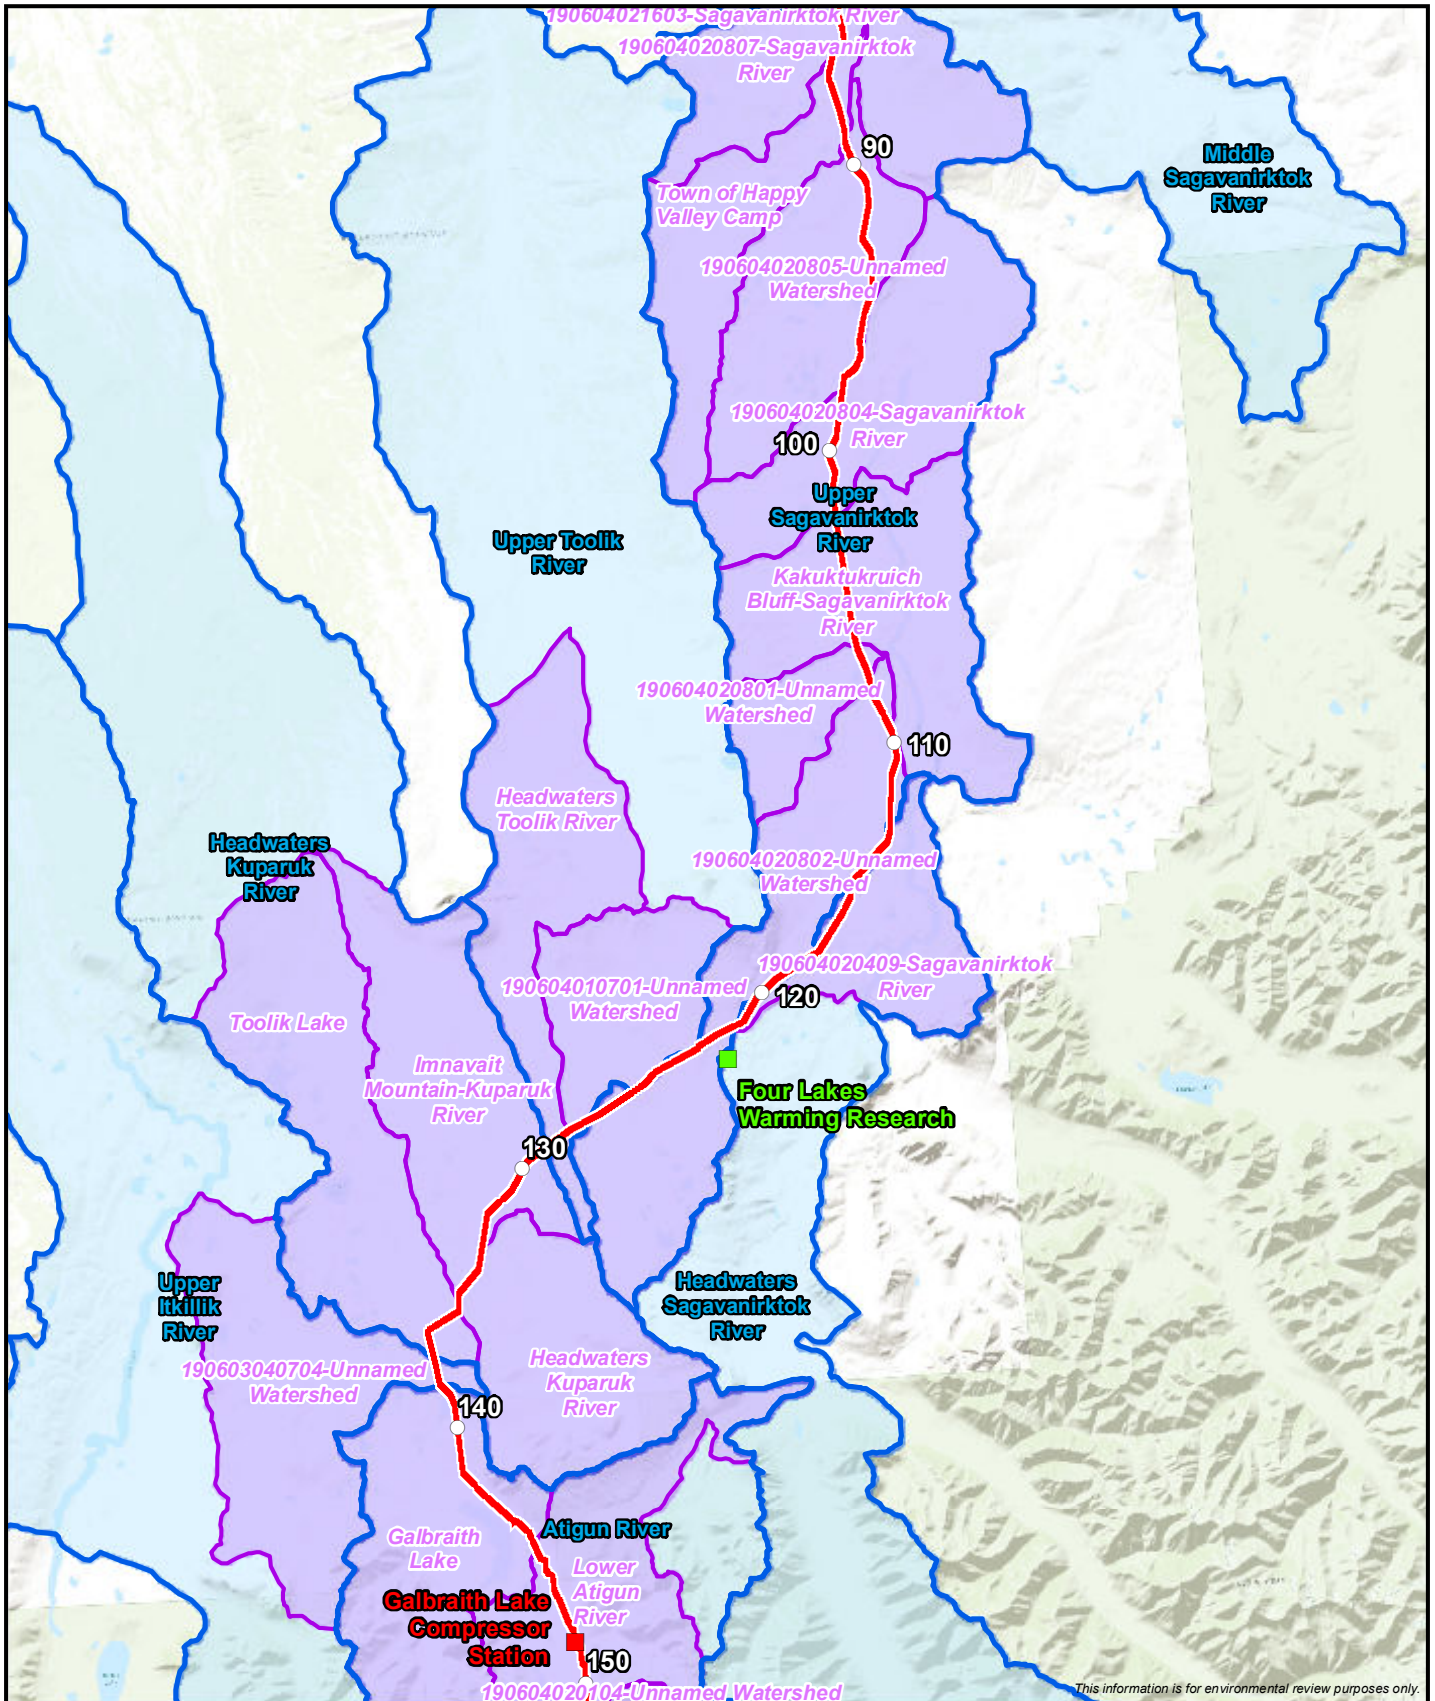 190604021603-Sagavanirktok River
190604020807-Sagavanirktok
River
90
Middle
Sagavanirktok
River
Town of Happy
Valley Camp
190604020805-Unnamed
Watershed
190604020804-Sagavanirktok
River
100
Upper
Sagavanirktok
River
Upper Toolik
River
Kakuktukruich
Bluff-Sagavanirktok
River
190604020801-Unnamed
Watershed
110
Headwaters
Toolik River
Headwaters
Kuparuk
River
190604020802-Unnamed
Watershed
190604020409-Sagavanirktok
River
190604010701-Unnamed
Watershed
120
Toolik Lake
Imnavait
Mountain-Kuparuk
River
Four Lakes
Warming Research
130
Upper
Itkillik
River
Headwaters
Sagavanirktok
River
190603040704-Unnamed
Watershed
Headwaters
Kuparuk
River
140
Atigun River
Galbraith
Lake
Lower
Atigun
River
Galbraith Lake
Compressor
Station
150
190604020104-Unnamed Watershed
This information is for environmental review purposes only.